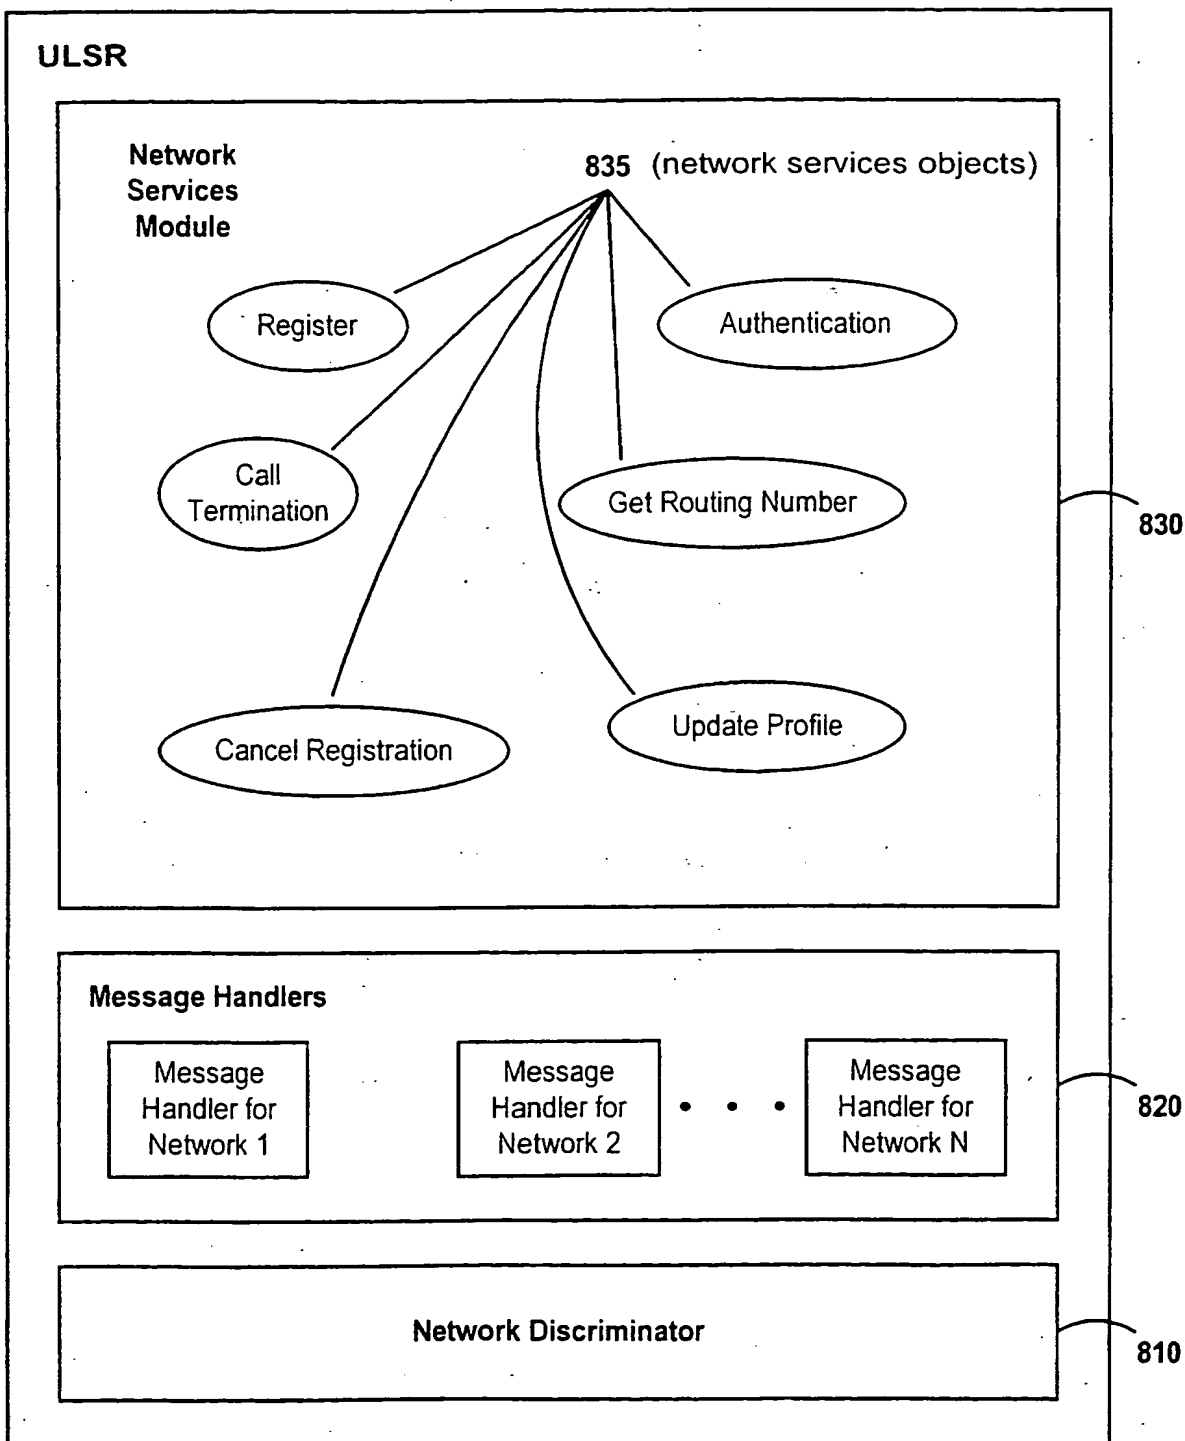 ULSR
Network
Services
Module
835 (network services objects)
Register
Authentication
Call
Termination
Get Routing Number
830
Cancel Registration
Update Profile
Message Handlers
Message
Handler for
Network 1
Message
Handler for
Network 2
• • •
Message
Handler for
Network N
820
Network Discriminator
810